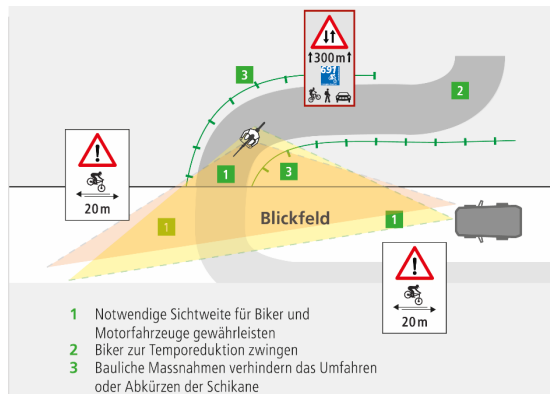 3
↑300m↑
691
2
20 m
1
3
1
Blickfeld
1
20 m
1 Notwendige Sichtweite für Biker und
Motorfahrzeuge gewährleisten
2 Biker zur Temporeduktion zwingen
3 Bauliche Massnahmen verhindern das Umfahren
oder Abkürzen der Schikane